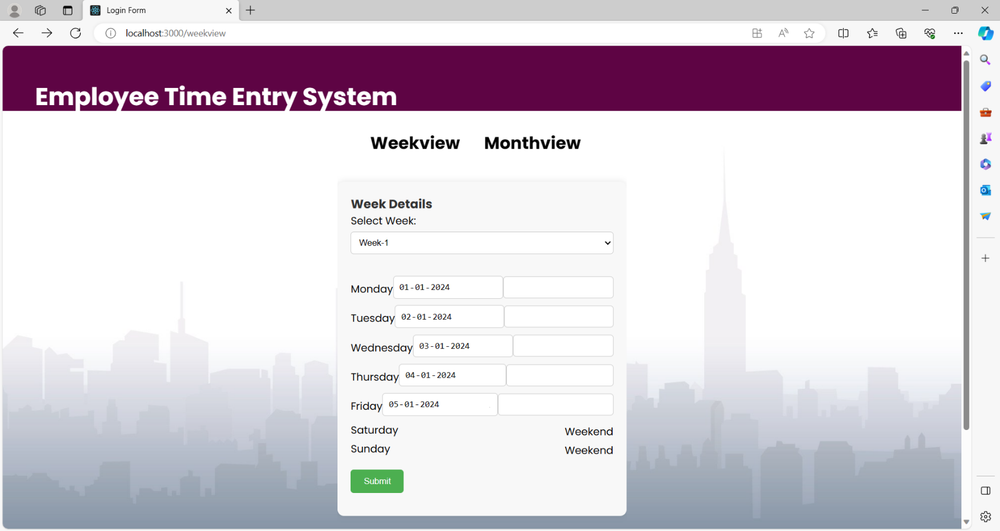 Login Form
localhost:3000/weekview
Employee Time Entry System
Weekview Monthview
Week Details
Select Week:
Week-1
Monday 01-01-2024
Tuesday 02-01-2024
Wednesday 03-01-2024
Thursday 04-01-2024
Friday 05-01-2024
Saturday Weekend
Sunday Weekend
Submit